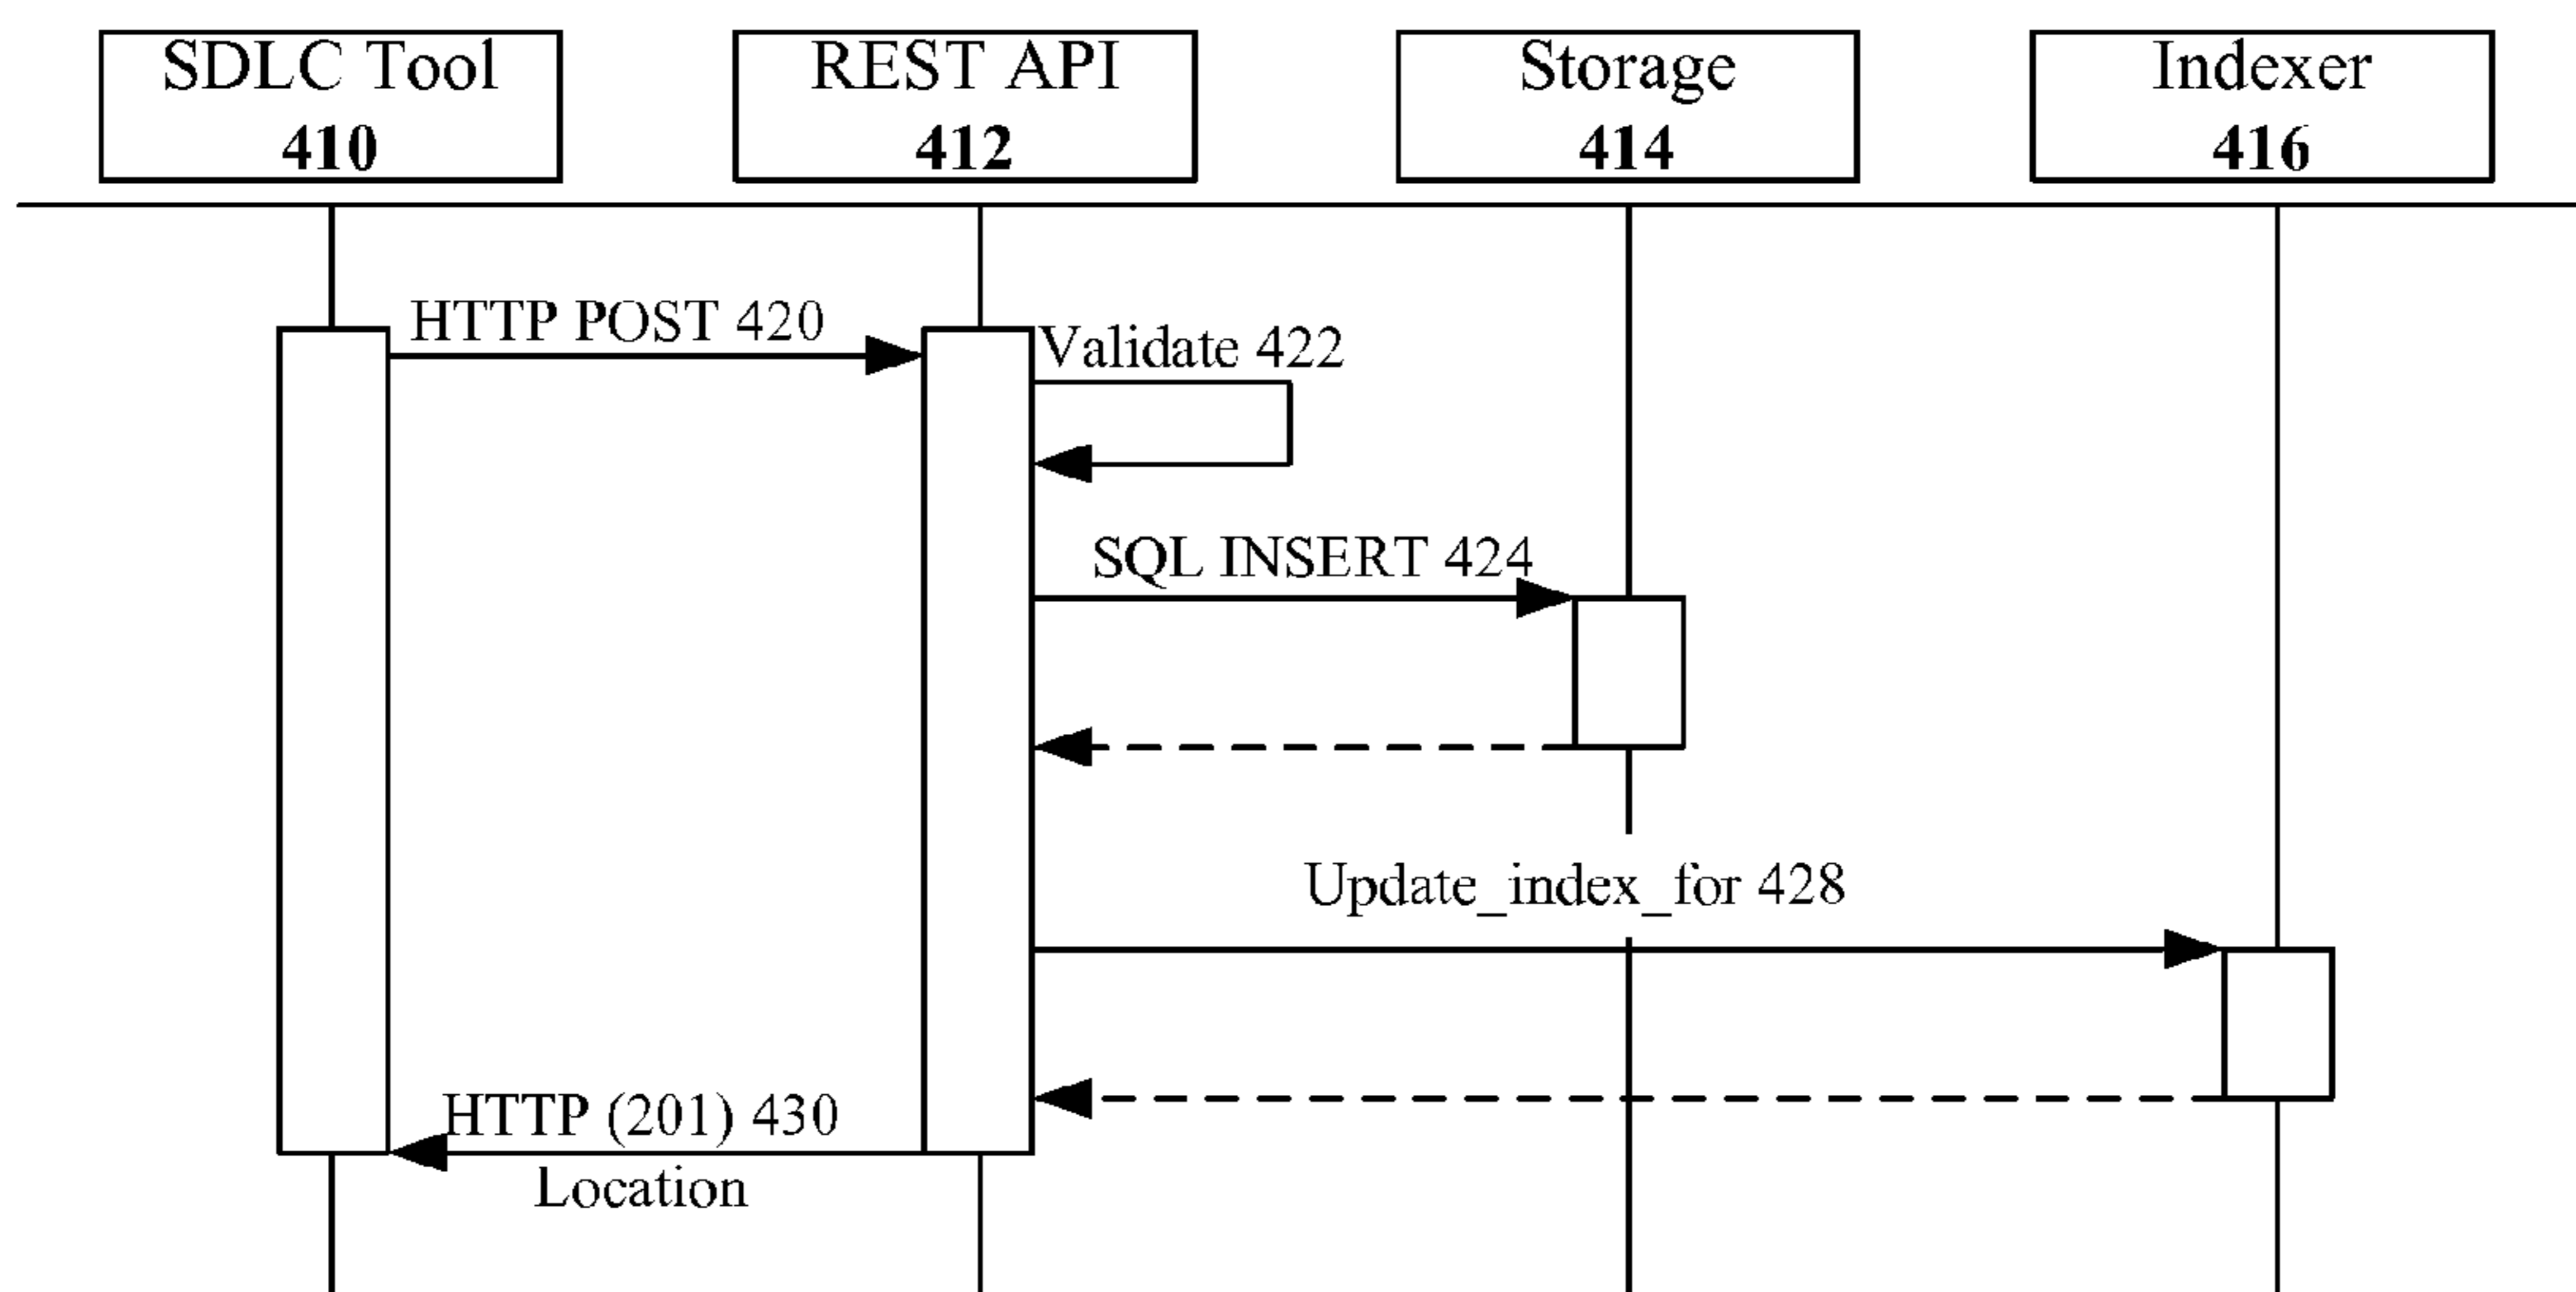 SDLC Tool
410
REST API
412
Storage
414
Indexer
416
HTTP POST 420
Validate 422
SQL INSERT 424
Update_index_for 428
HTTP (201) 430
Location